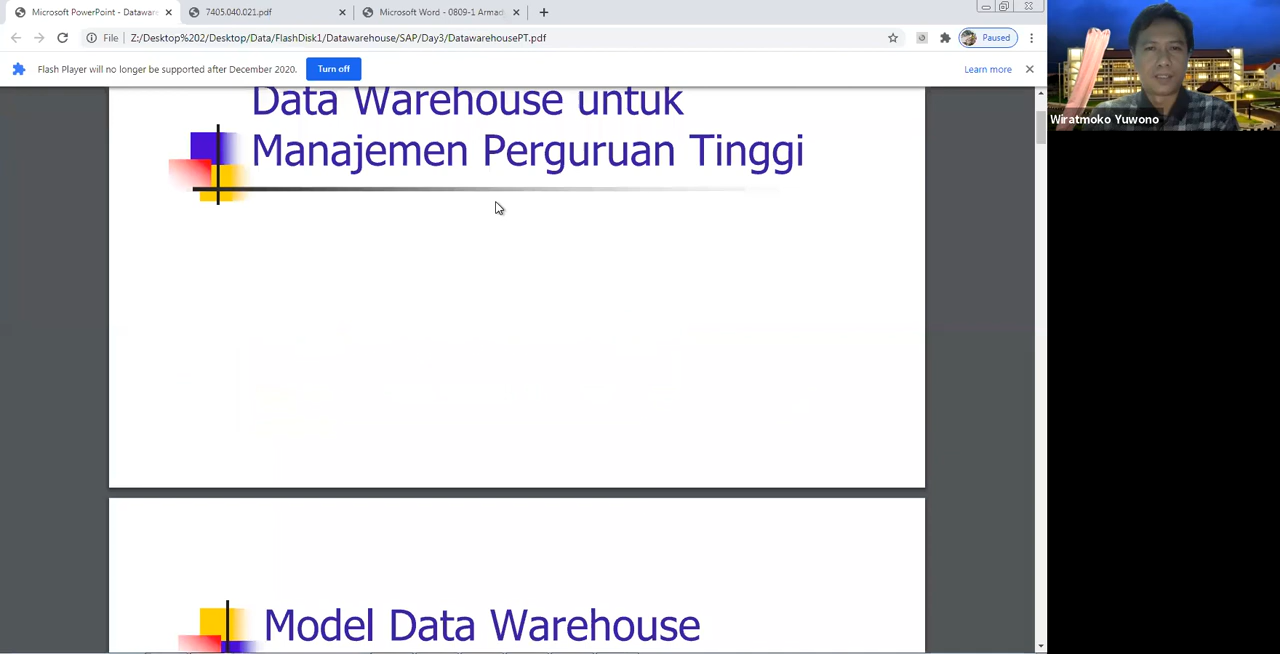 Microsoft PowerPoint - Datawar
7405.040.021.pdf
Microsoft Word - 0809-1 Armad
File
Z:/Desktop%202/Desktop/Data/FlashDisk1/Datawarehouse/SAP/Day3/DatawarehousePT.pdf
Paused
Flash Player will no longer be supported after December 2020.
Turn off
Learn more
Wiratmoko Yuwono
Data Warehouse untuk
Manajemen Perguruan Tinggi
Model Data Warehouse